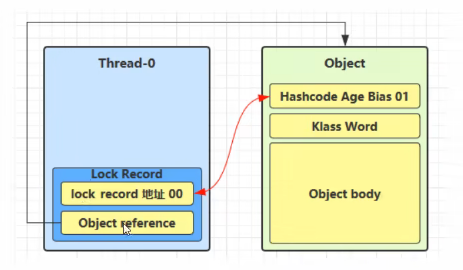 Thread-0
Lock Record
lock record 地址 00
Object reference
Object
Hashcode Age Bias 01
Klass Word
Object body